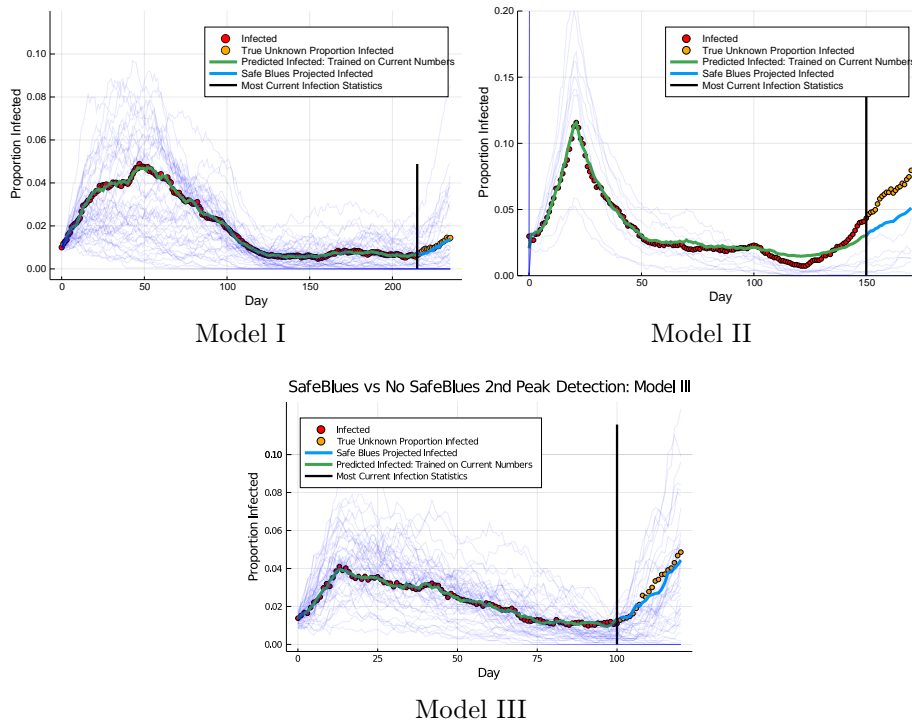 Infected
True Unknown Proportion Infected
Predicted Infected: Trained on Current Numbers
Safe Blues Projected Infected
Most Current Infection Statistics
Proportion Infected
0.10
0.08
0.06
0.04
0.02
0.00
0
50
100
150
200
Day
Model I
Infected
True Unknown Proportion Infected
Predicted Infected: Trained on Current Numbers
Safe Blues Projected Infected
Most Current Infection Statistics
Proportion Infected
0.20
0.15
0.10
0.05
0.00
0
50
100
150
Day
Model II
SafeBlues vs No SafeBlues 2nd Peak Detection: Model III
Infected
True Unknown Proportion Infected
Safe Blues Projected Infected
Predicted Infected: Trained on Current Numbers
Most Current Infection Statistics
Proportion Infected
0.10
0.08
0.06
0.04
0.02
0.00
0
25
50
75
100
Day
Model III